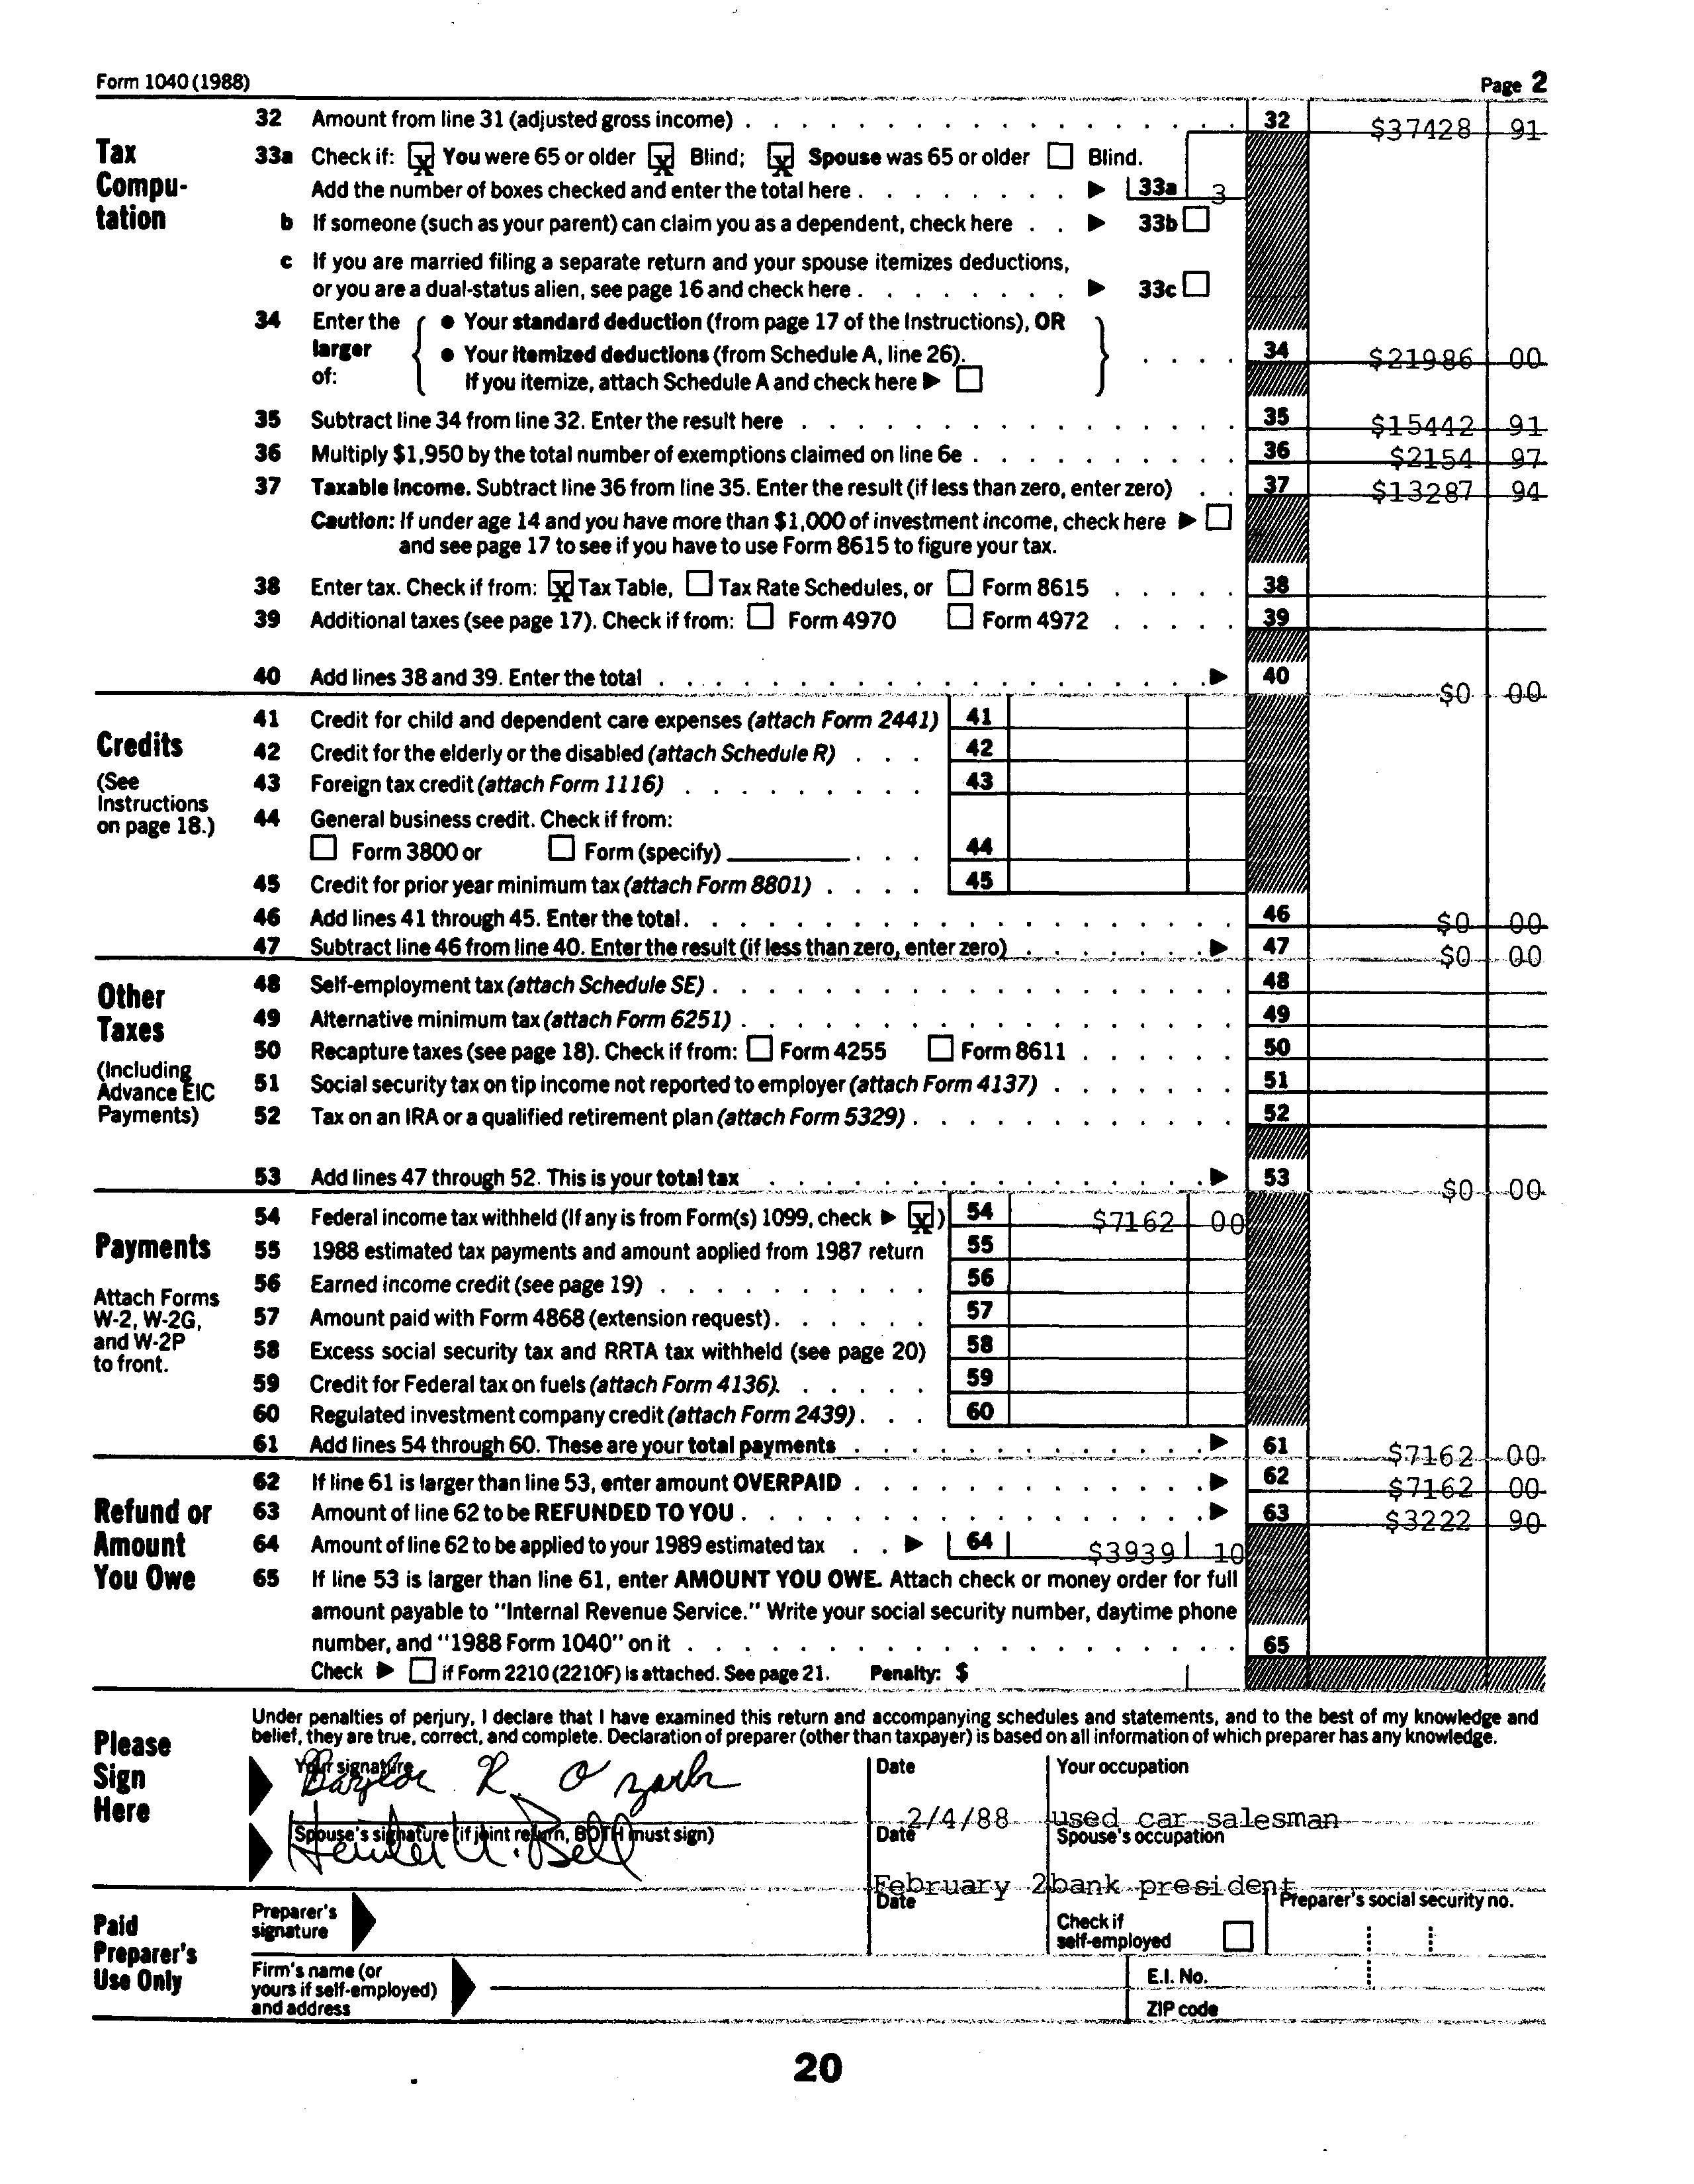 Form 1040 (1988) Page 2
Tax Computation
32 Amount from line 31 (adjusted gross income) . . . 32 $37428 91
33a Check if: [X] You were 65 or older [X] Blind; [X] Spouse was 65 or older [ ] Blind.
Add the number of boxes checked and enter the total here . . . ▶ 33a 3
b If someone (such as your parent) can claim you as a dependent, check here . . ▶ 33b [ ]
c If you are married filing a separate return and your spouse itemizes deductions,
or you are a dual-status alien, see page 16 and check here . . . ▶ 33c [ ]
34 Enter the larger of: { ● Your standard deduction (from page 17 of the Instructions), OR
● Your itemized deductions (from Schedule A, line 26). } . . . 34 $21986 00
If you itemize, attach Schedule A and check here ▶ [ ]
35 Subtract line 34 from line 32. Enter the result here . . . 35 $15442 91
36 Multiply $1,950 by the total number of exemptions claimed on line 6e . . . 36 $2154 97
37 Taxable Income. Subtract line 36 from line 35. Enter the result (if less than zero, enter zero) . . 37 $13287 94
Caution: If under age 14 and you have more than $1,000 of investment income, check here ▶ [ ]
and see page 17 to see if you have to use Form 8615 to figure your tax.
38 Enter tax. Check if from: [X] Tax Table, [ ] Tax Rate Schedules, or [ ] Form 8615 . . . 38
39 Additional taxes (see page 17). Check if from: [ ] Form 4970 [ ] Form 4972 . . . 39
40 Add lines 38 and 39. Enter the total . . . ▶ 40 $0 00
Credits
(See Instructions on page 18.)
41 Credit for child and dependent care expenses (attach Form 2441) 41
42 Credit for the elderly or the disabled (attach Schedule R) . . . 42
43 Foreign tax credit (attach Form 1116) . . . 43
44 General business credit. Check if from:
[ ] Form 3800 or [ ] Form (specify) . . . 44
45 Credit for prior year minimum tax (attach Form 8801) . . . 45
46 Add lines 41 through 45. Enter the total . . . 46 $0 00
47 Subtract line 46 from line 40. Enter the result (if less than zero, enter zero) . . . ▶ 47 $0 00
Other Taxes
(Including Advance EIC Payments)
48 Self-employment tax (attach Schedule SE) . . . 48
49 Alternative minimum tax (attach Form 6251) . . . 49
50 Recapture taxes (see page 18). Check if from: [ ] Form 4255 [ ] Form 8611 . . . 50
51 Social security tax on tip income not reported to employer (attach Form 4137) . . . 51
52 Tax on an IRA or a qualified retirement plan (attach Form 5329) . . . 52
53 Add lines 47 through 52. This is your total tax . . . ▶ 53 $0 00
Payments
Attach Forms W-2, W-2G, and W-2P to front.
54 Federal income tax withheld (If any is from Form(s) 1099, check ▶ [X]) 54 $7162 00
55 1988 estimated tax payments and amount applied from 1987 return 55
56 Earned income credit (see page 19) . . . 56
57 Amount paid with Form 4868 (extension request) . . . 57
58 Excess social security tax and RRTA tax withheld (see page 20) 58
59 Credit for Federal tax on fuels (attach Form 4136). . . . 59
60 Regulated investment company credit (attach Form 2439) . . . 60
61 Add lines 54 through 60. These are your total payments . . . ▶ 61 $7162 00
Refund or Amount You Owe
62 If line 61 is larger than line 53, enter amount OVERPAID . . . ▶ 62 $7162 00
63 Amount of line 62 to be REFUNDED TO YOU . . . ▶ 63 $3222 90
64 Amount of line 62 to be applied to your 1989 estimated tax . . ▶ 64 $3939 10
65 If line 53 is larger than line 61, enter AMOUNT YOU OWE. Attach check or money order for full
amount payable to "Internal Revenue Service." Write your social security number, daytime phone
number, and "1988 Form 1040" on it . . . 65
Check ▶ [ ] if Form 2210 (2210F) is attached. See page 21. Penalty: $
Please Sign Here
Under penalties of perjury, I declare that I have examined this return and accompanying schedules and statements, and to the best of my knowledge and
belief, they are true, correct, and complete. Declaration of preparer (other than taxpayer) is based on all information of which preparer has any knowledge.
Your signature Date Your occupation
R. Ozark 2/4/88 used car salesman
Spouse's signature (if joint return, BOTH must sign) Date Spouse's occupation
Bell February 2 bank president
Paid Preparer's Use Only
Preparer's signature Date Check if self-employed [ ] Preparer's social security no.
Firm's name (or yours if self-employed) and address E.I. No.
ZIP code
20